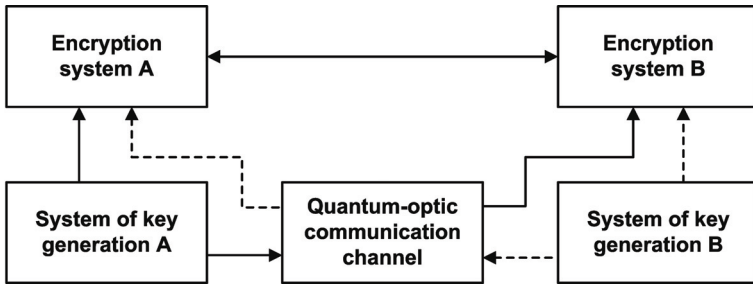 Encryption
system A
Encryption
system B
System of key
generation A
Quantum-optic
communication
channel
System of key
generation B